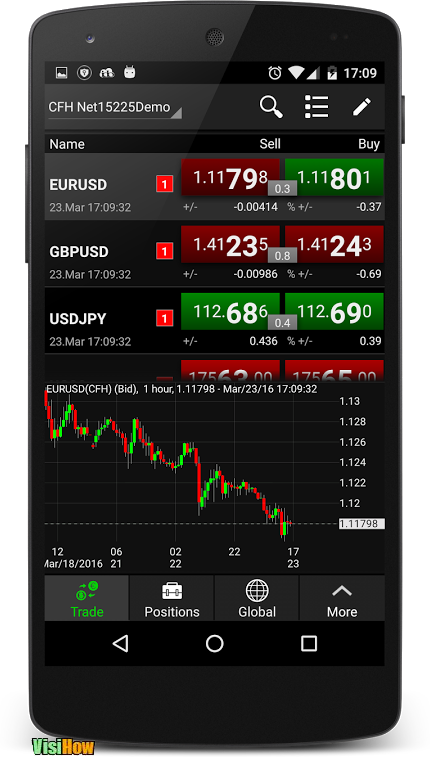 17:09
CFH Net15225Demo
Name Sell Buy
EURUSD 1 1.11798 0.3 1.11801
23.Mar 17:09:32 +/- -0.00414 % +/- -0.37
GBPUSD 1 1.41235 0.8 1.41243
23.Mar 17:09:32 +/- -0.00986 % +/- -0.69
USDJPY 1 112.686 0.4 112.690
23.Mar 17:09:32 +/- 0.436 % +/- 0.39
EURUSD(CFH) (Bid), 1 hour, 1.11798 - Mar/23/16 17:09:32
1.13
1.128
1.126
1.124
1.122
1.12
1.11798
12 06 02 22 17
Mar/18/2016 21 22 23
Trade Positions Global More
VisiHow